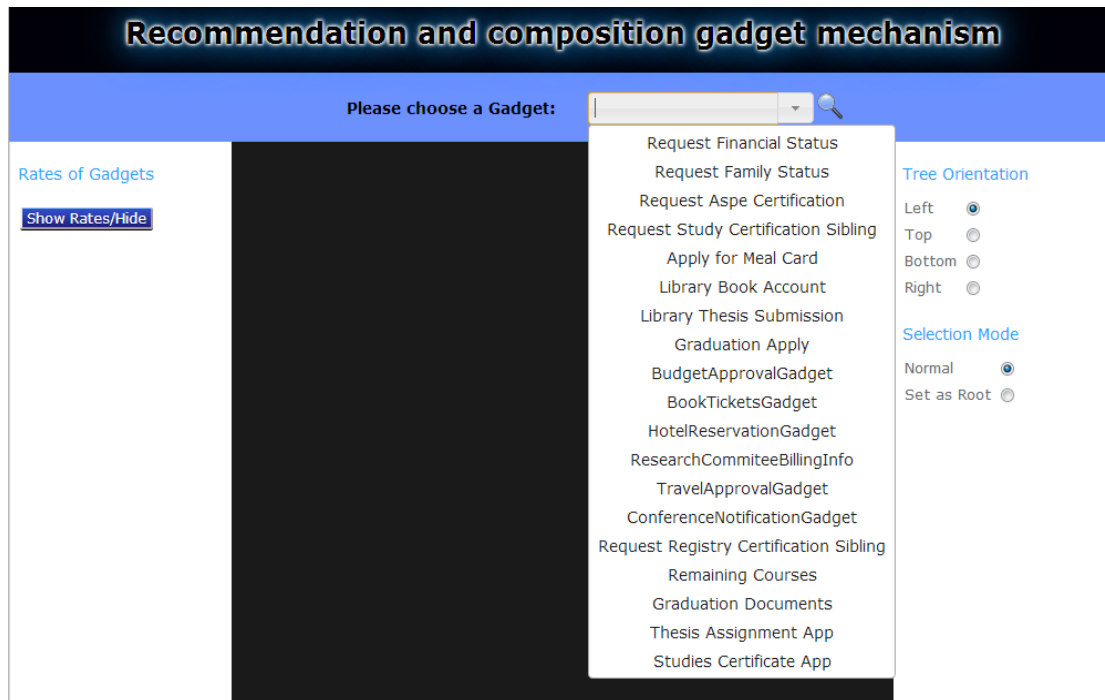 Recommendation and composition gadget mechanism
Please choose a Gadget:
Rates of Gadgets
Show Rates/Hide
Request Financial Status
Request Family Status
Request Aspe Certification
Request Study Certification Sibling
Apply for Meal Card
Library Book Account
Library Thesis Submission
Graduation Apply
BudgetApprovalGadget
BookTicketsGadget
HotelReservationGadget
ResearchCommiteeBillingInfo
TravelApprovalGadget
ConferenceNotificationGadget
Request Registry Certification Sibling
Remaining Courses
Graduation Documents
Thesis Assignment App
Studies Certificate App
Tree Orientation
Left
Top
Bottom
Right
Selection Mode
Normal
Set as Root